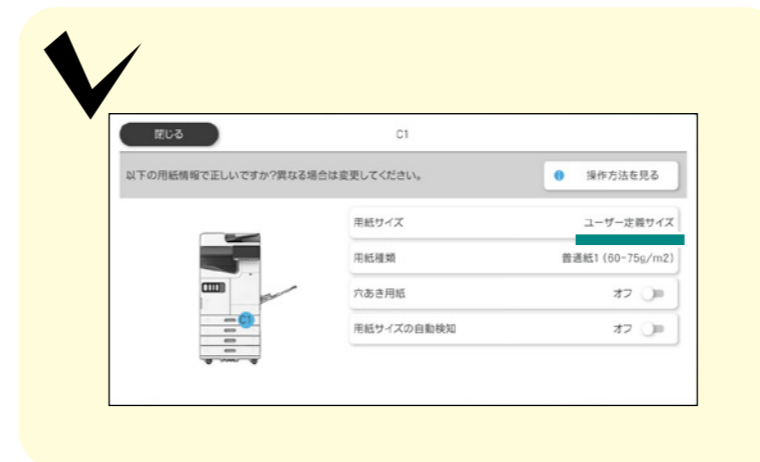 閉じる
C1
以下の用紙情報で正しいですか?異なる場合は変更してください。
操作方法を見る
用紙サイズ
ユーザー定義サイズ
用紙種類
普通紙1 (60-75g/m2)
穴あき用紙
オフ
用紙サイズの自動検知
オフ
C1